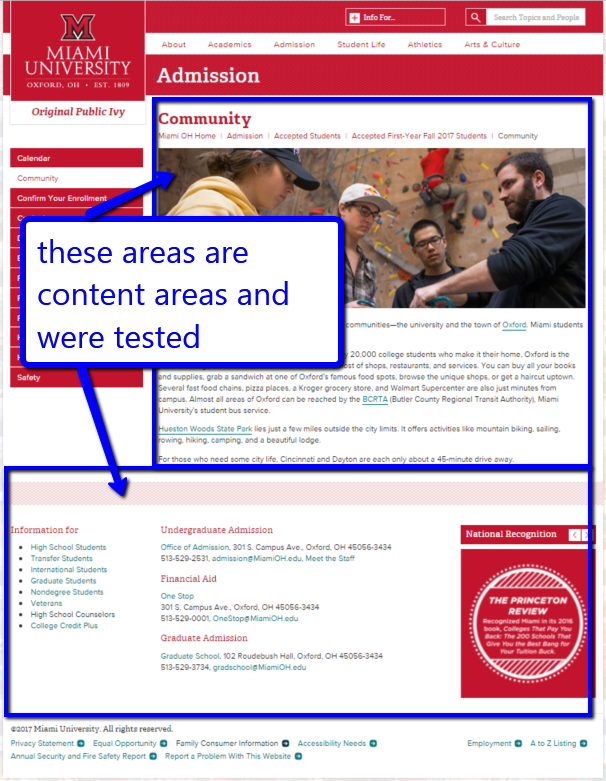 MIAMI
UNIVERSITY
OXFORD, OH • EST. 1809
Original Public Ivy
Info For...
Search Topics and People
About Academics Admission Student Life Athletics Arts & Culture
Admission
Calendar
Community
Confirm Your Enrollment
Safety
these areas are
content areas and
were tested
Community
Miami OH Home | Admission | Accepted Students | Accepted First-Year Fall 2017 Students | Community
communities—the university and the town of Oxford. Miami students
20,000 college students who make it their home, Oxford is the
of shops, restaurants, and services. You can buy all your books
and supplies, grab a sandwich at one of Oxford's famous food spots, browse the unique shops, or get a haircut uptown.
Several fast food chains, pizza places, a Kroger grocery store, and Walmart Supercenter are also just minutes from
campus. Almost all areas of Oxford can be reached by the BCRTA (Butler County Regional Transit Authority), Miami
University's student bus service.
Hueston Woods State Park lies just a few miles outside the city limits. It offers activities like mountain biking, sailing,
rowing, hiking, camping, and a beautiful lodge.
For those who need some city life, Cincinnati and Dayton are each only about a 45-minute drive away.
Information for
High School Students
Transfer Students
International Students
Graduate Students
Nondegree Students
Veterans
High School Counselors
College Credit Plus
Undergraduate Admission
Office of Admission, 301 S. Campus Ave., Oxford, OH 45056-3434
513-529-2531, admission@MiamiOH.edu, Meet the Staff
Financial Aid
One Stop
301 S. Campus Ave., Oxford, OH 45056-3434
513-529-0001, OneStop@MiamiOH.edu
Graduate Admission
Graduate School, 102 Roudebush Hall, Oxford, OH 45056-3434
513-529-3734, gradschool@MiamiOH.edu
National Recognition
THE PRINCETON
REVIEW
Recognized Miami in its 2016
book, Colleges That Pay You
Back: The 200 Schools That
Give You the Best Bang for
Your Tuition Buck.
©2017 Miami University. All rights reserved.
Privacy Statement Equal Opportunity Family Consumer Information Accessibility Needs Employment A to Z Listing
Annual Security and Fire Safety Report Report a Problem With This Website